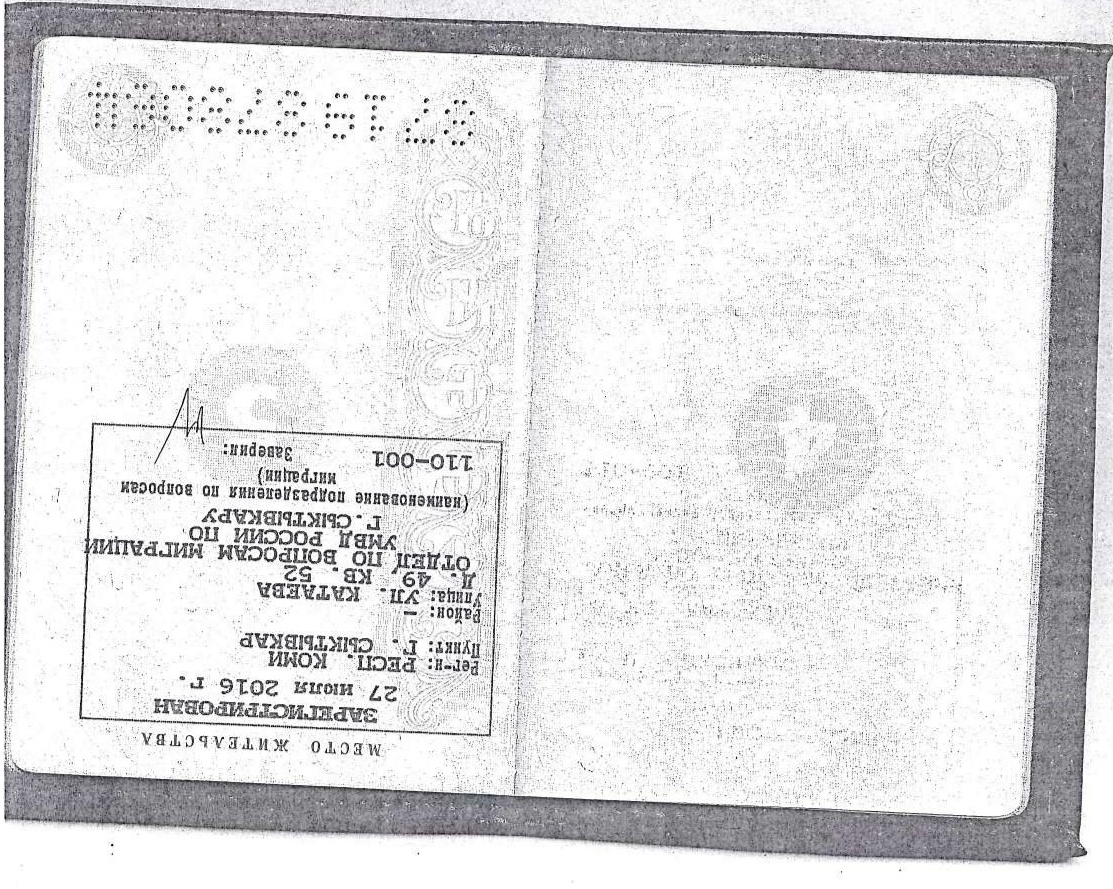 МЕСТО ЖИТЕЛЬСТВА
ЗАРЕГИСТРИРОВАН
27 ИЮЛЯ 2016 Г.
Рег-н: РЕСП. КОМИ
Пункт: Г. СЫКТЫВКАР
Район: –
Улица: УЛ. КАТАЕВА
Д. 49, КВ. 52
ОТДЕЛ ПО ВОПРОСАМ МИГРАЦИИ
УМВД РОССИИ ПО
Г. СЫКТЫВКАРУ
(наименование подразделения по вопросам
миграции)
110-001 Заверил: